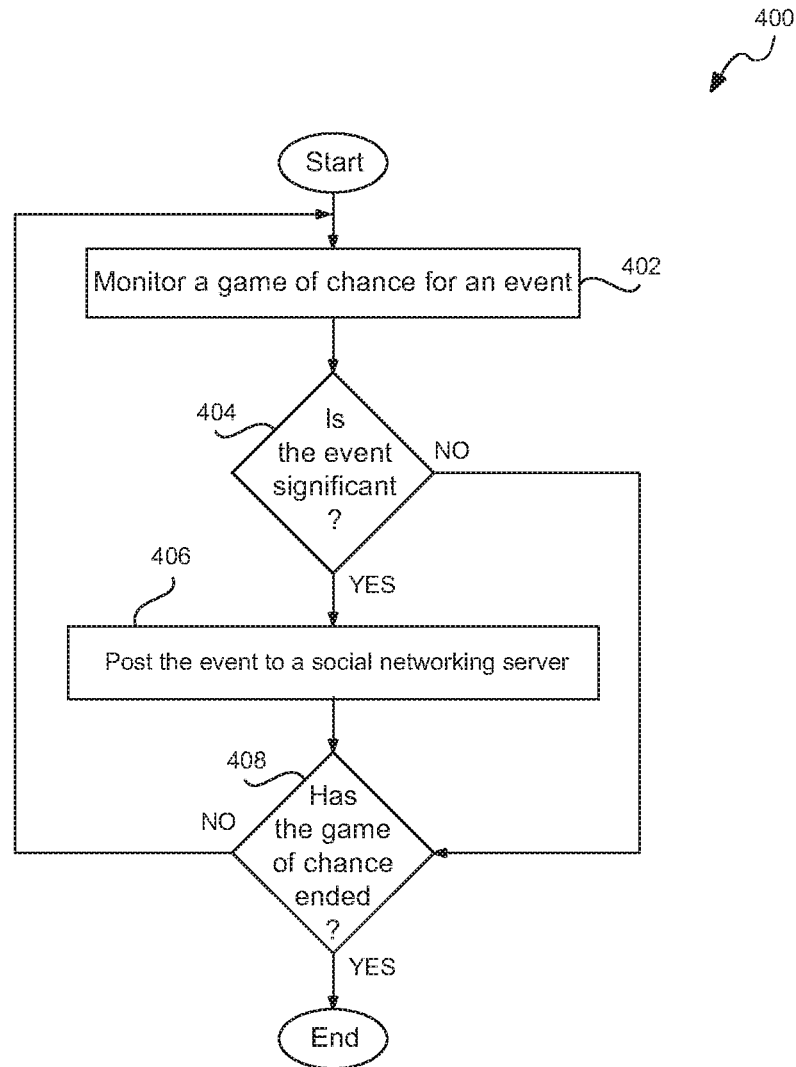 400
Start
Monitor a game of chance for an event
402
404
Is
the event
significant
?
NO
YES
406
Post the event to a social networking server
408
Has
the game
of chance
ended
?
NO
YES
End